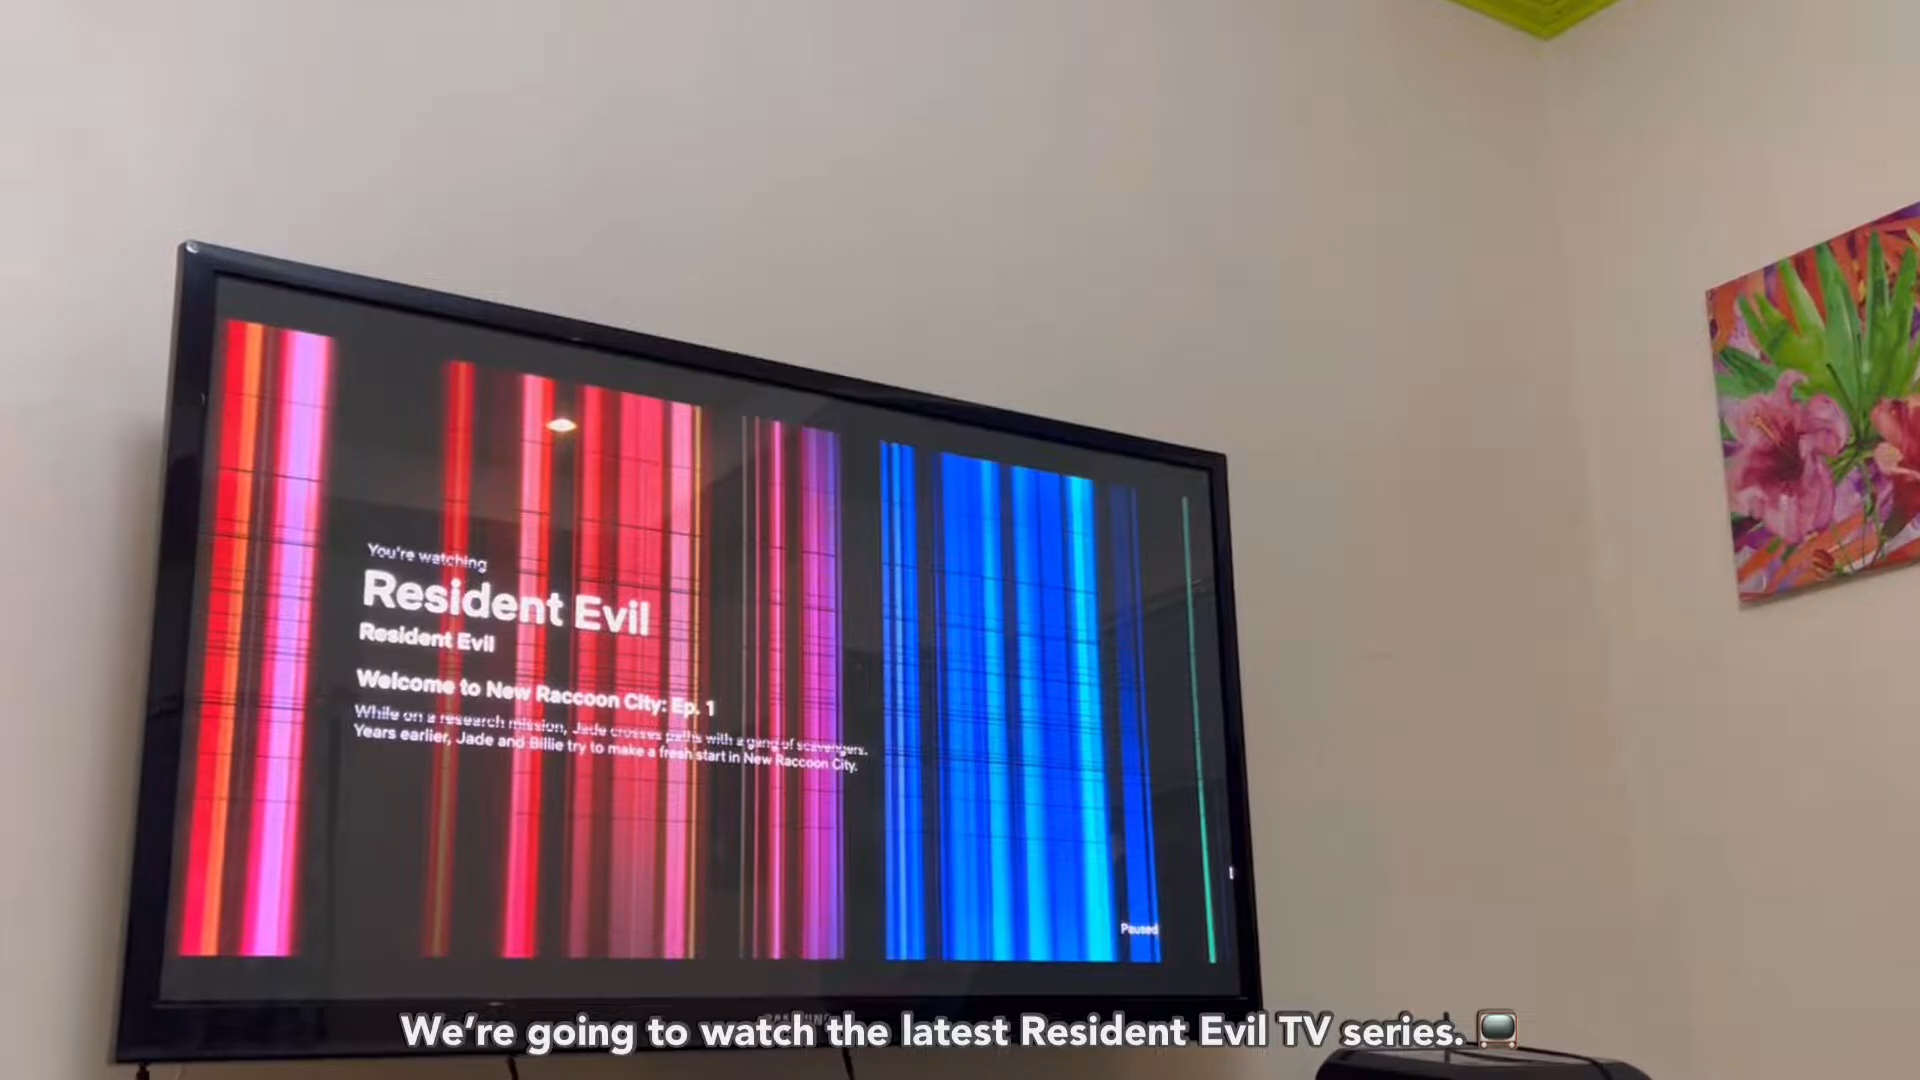 You're watching
Resident Evil
Resident Evil
Welcome to New Raccoon City: Ep. 1
While on a research mission, Jade crosses paths with a gang of scavengers.
Years earlier, Jade and Billie try to make a fresh start in New Raccoon City.
Paused
SAMSUNG
We're going to watch the latest Resident Evil TV series.